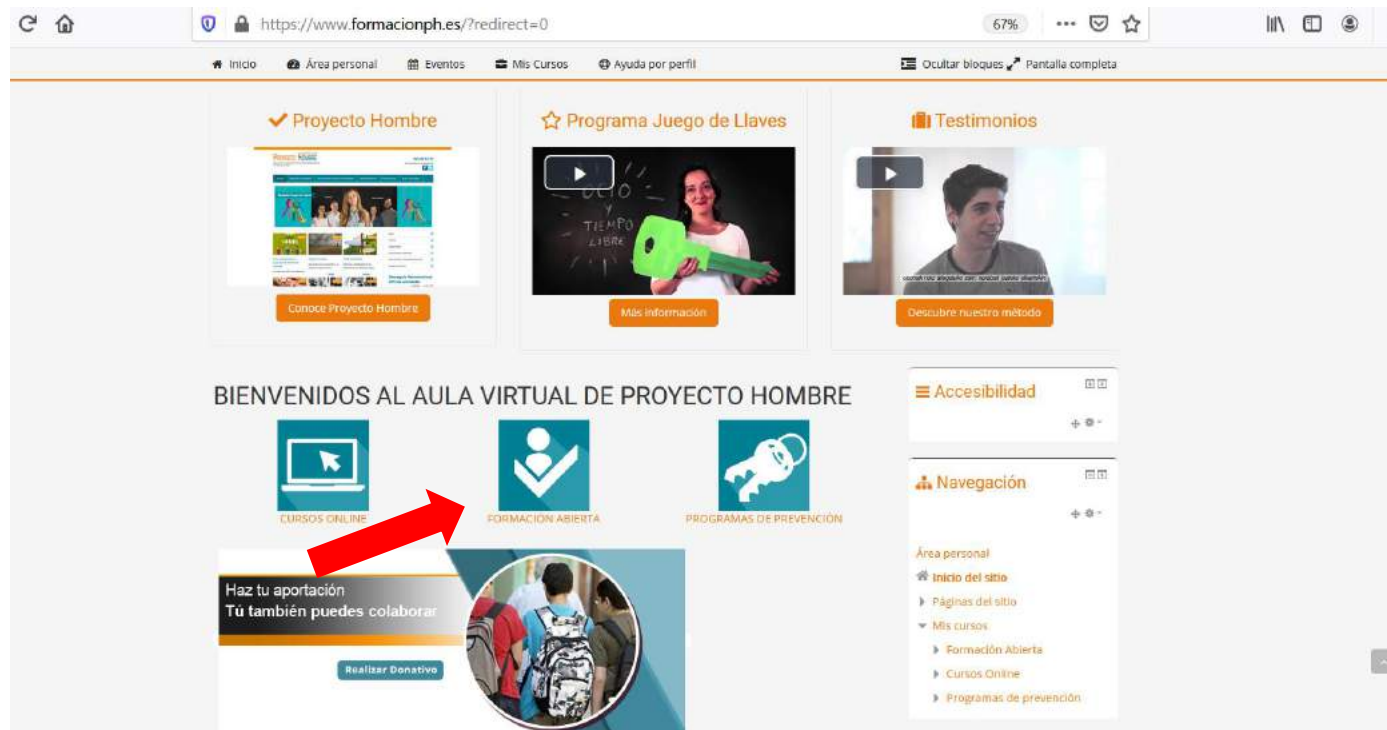 https://www.formacionph.es/?redirect=0
67%
Inicio
Área personal
Eventos
Mis Cursos
Ayuda por perfil
Ocultar bloques
Pantalla completa
Proyecto Hombre
Programa Juego de Llaves
Testimonios
OCIO
Y
TIEMPO
LIBRE
Conoce Proyecto Hombre
Más información
Descubre nuestro método
BIENVENIDOS AL AULA VIRTUAL DE PROYECTO HOMBRE
Accesibilidad
CURSOS ONLINE
FORMACIÓN ABIERTA
PROGRAMAS DE PREVENCIÓN
Navegación
Área personal
Inicio del sitio
Páginas del sitio
Mis cursos
Formación Abierta
Cursos Online
Programas de prevención
Haz tu aportación
Tú también puedes colaborar
Realizar Donativo